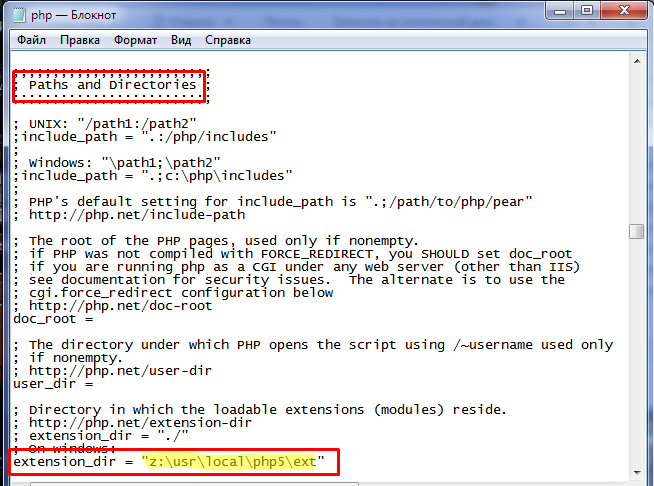 php — Блокнот
Файл Правка Формат Вид Справка
;;;;;;;;;;;;;;;;;;;;;;;;;
; Paths and Directories ;
;;;;;;;;;;;;;;;;;;;;;;;;;
; UNIX: "/path1:/path2"
;include_path = ".:/php/includes"
;
; Windows: "\path1;\path2"
;include_path = ".;c:\php\includes"
;
; PHP's default setting for include_path is ".;/path/to/php/pear"
; http://php.net/include-path
; The root of the PHP pages, used only if nonempty.
; if PHP was not compiled with FORCE_REDIRECT, you SHOULD set doc_root
; if you are running php as a CGI under any web server (other than IIS)
; see documentation for security issues.  The alternate is to use the
; cgi.force_redirect configuration below
; http://php.net/doc-root
doc_root =
; The directory under which PHP opens the script using /~username used only
; if nonempty.
; http://php.net/user-dir
user_dir =
; Directory in which the loadable extensions (modules) reside.
; http://php.net/extension-dir
; extension_dir = "./"
; On windows:
extension_dir = "z:\usr\local\php5\ext"